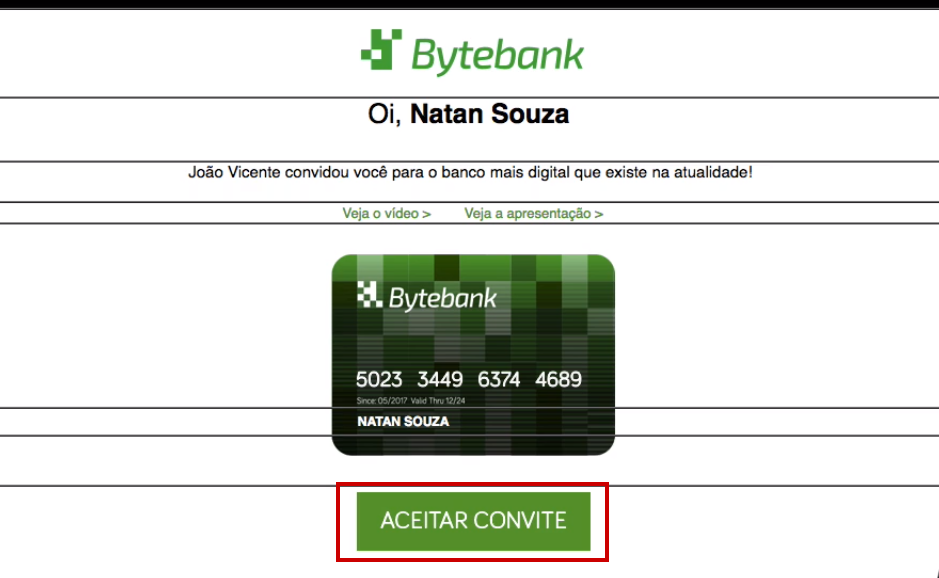 Bytebank
Oi, Natan Souza
João Vicente convidou você para o banco mais digital que existe na atualidade!
Veja o vídeo > Veja a apresentação >
Bytebank
5023 3449 6374 4689
Since: 05/2017 Valid Thru 12/24
NATAN SOUZA
ACEITAR CONVITE